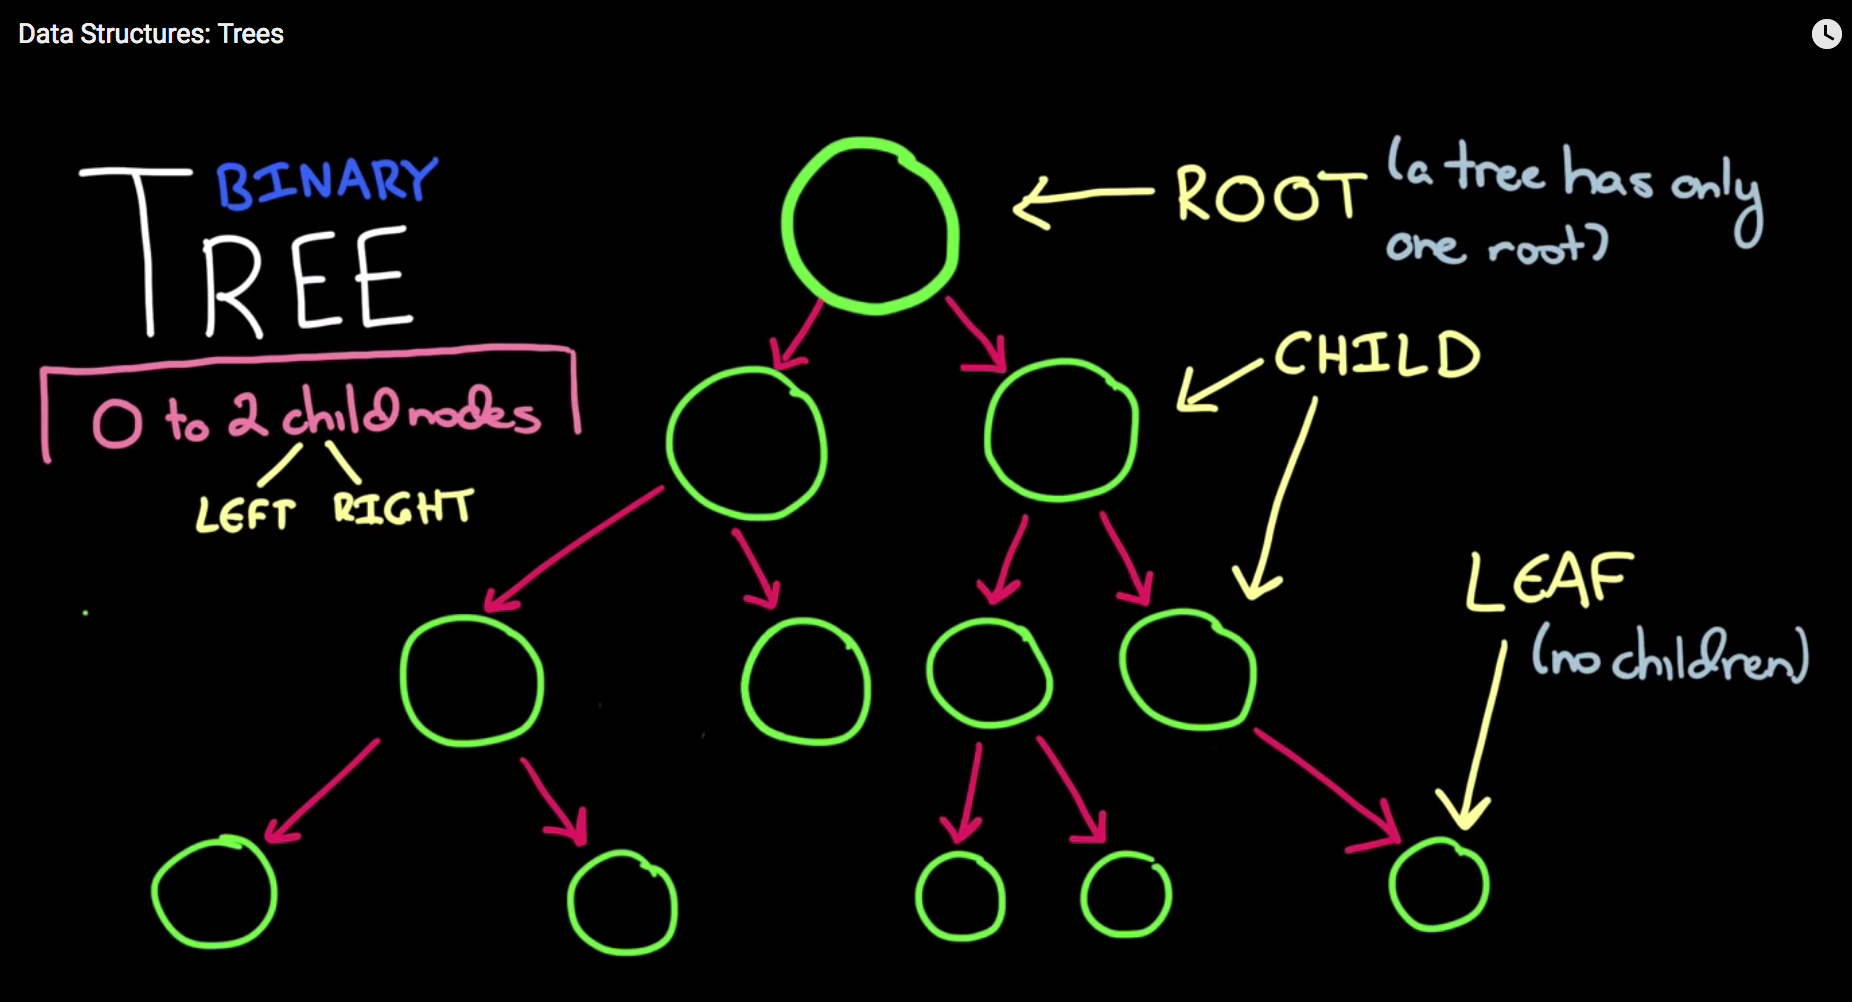 Data Structures: Trees
BINARY
TREE
0 to 2 child nodes
LEFT RIGHT
ROOT (a tree has only
one root)
CHILD
LEAF
(no children)